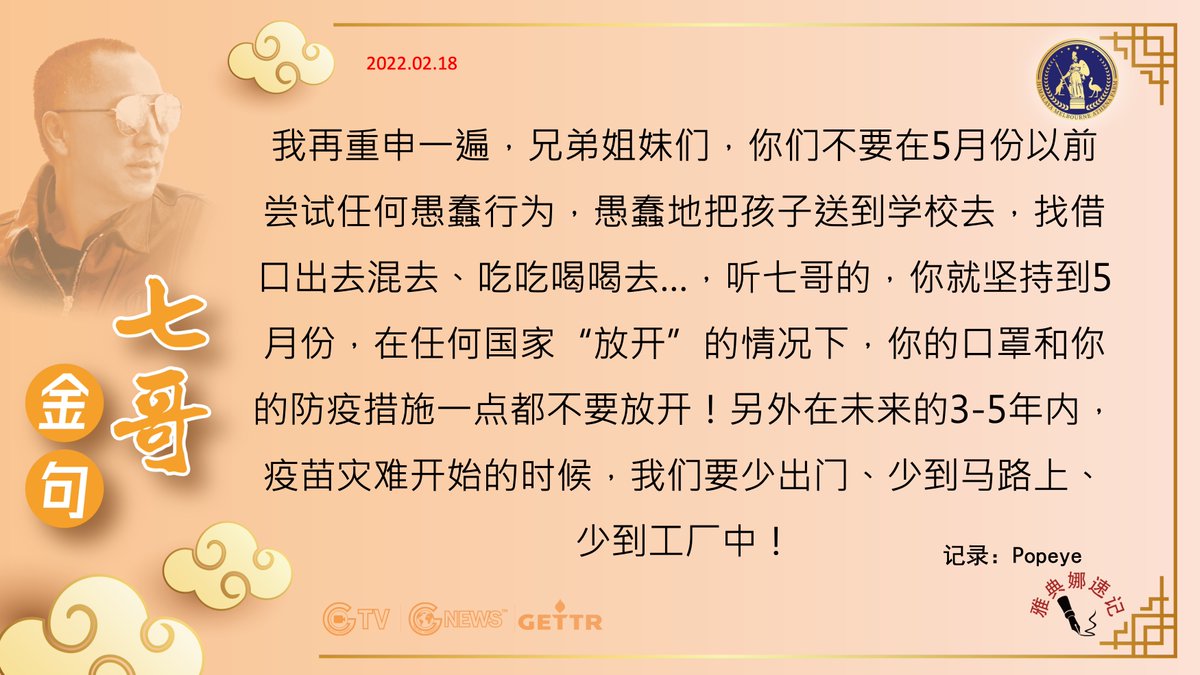 2022.02.18
我再重申一遍，兄弟姐妹们，你们不要在5月份以前
尝试任何愚蠢行为，愚蠢地把孩子送到学校去，找借
口出去混去、吃吃喝喝去...，听七哥的，你就坚持到5
月份，在任何国家“放开”的情况下，你的口罩和你
的防疫措施一点都不要放开！另外在未来的3-5年内，
疫苗灾难开始的时候，我们要少出门、少到马路上、
少到工厂中！
七哥
金句
记录：Popeye
雅典娜速记
GTV
GNEWS
GETTR